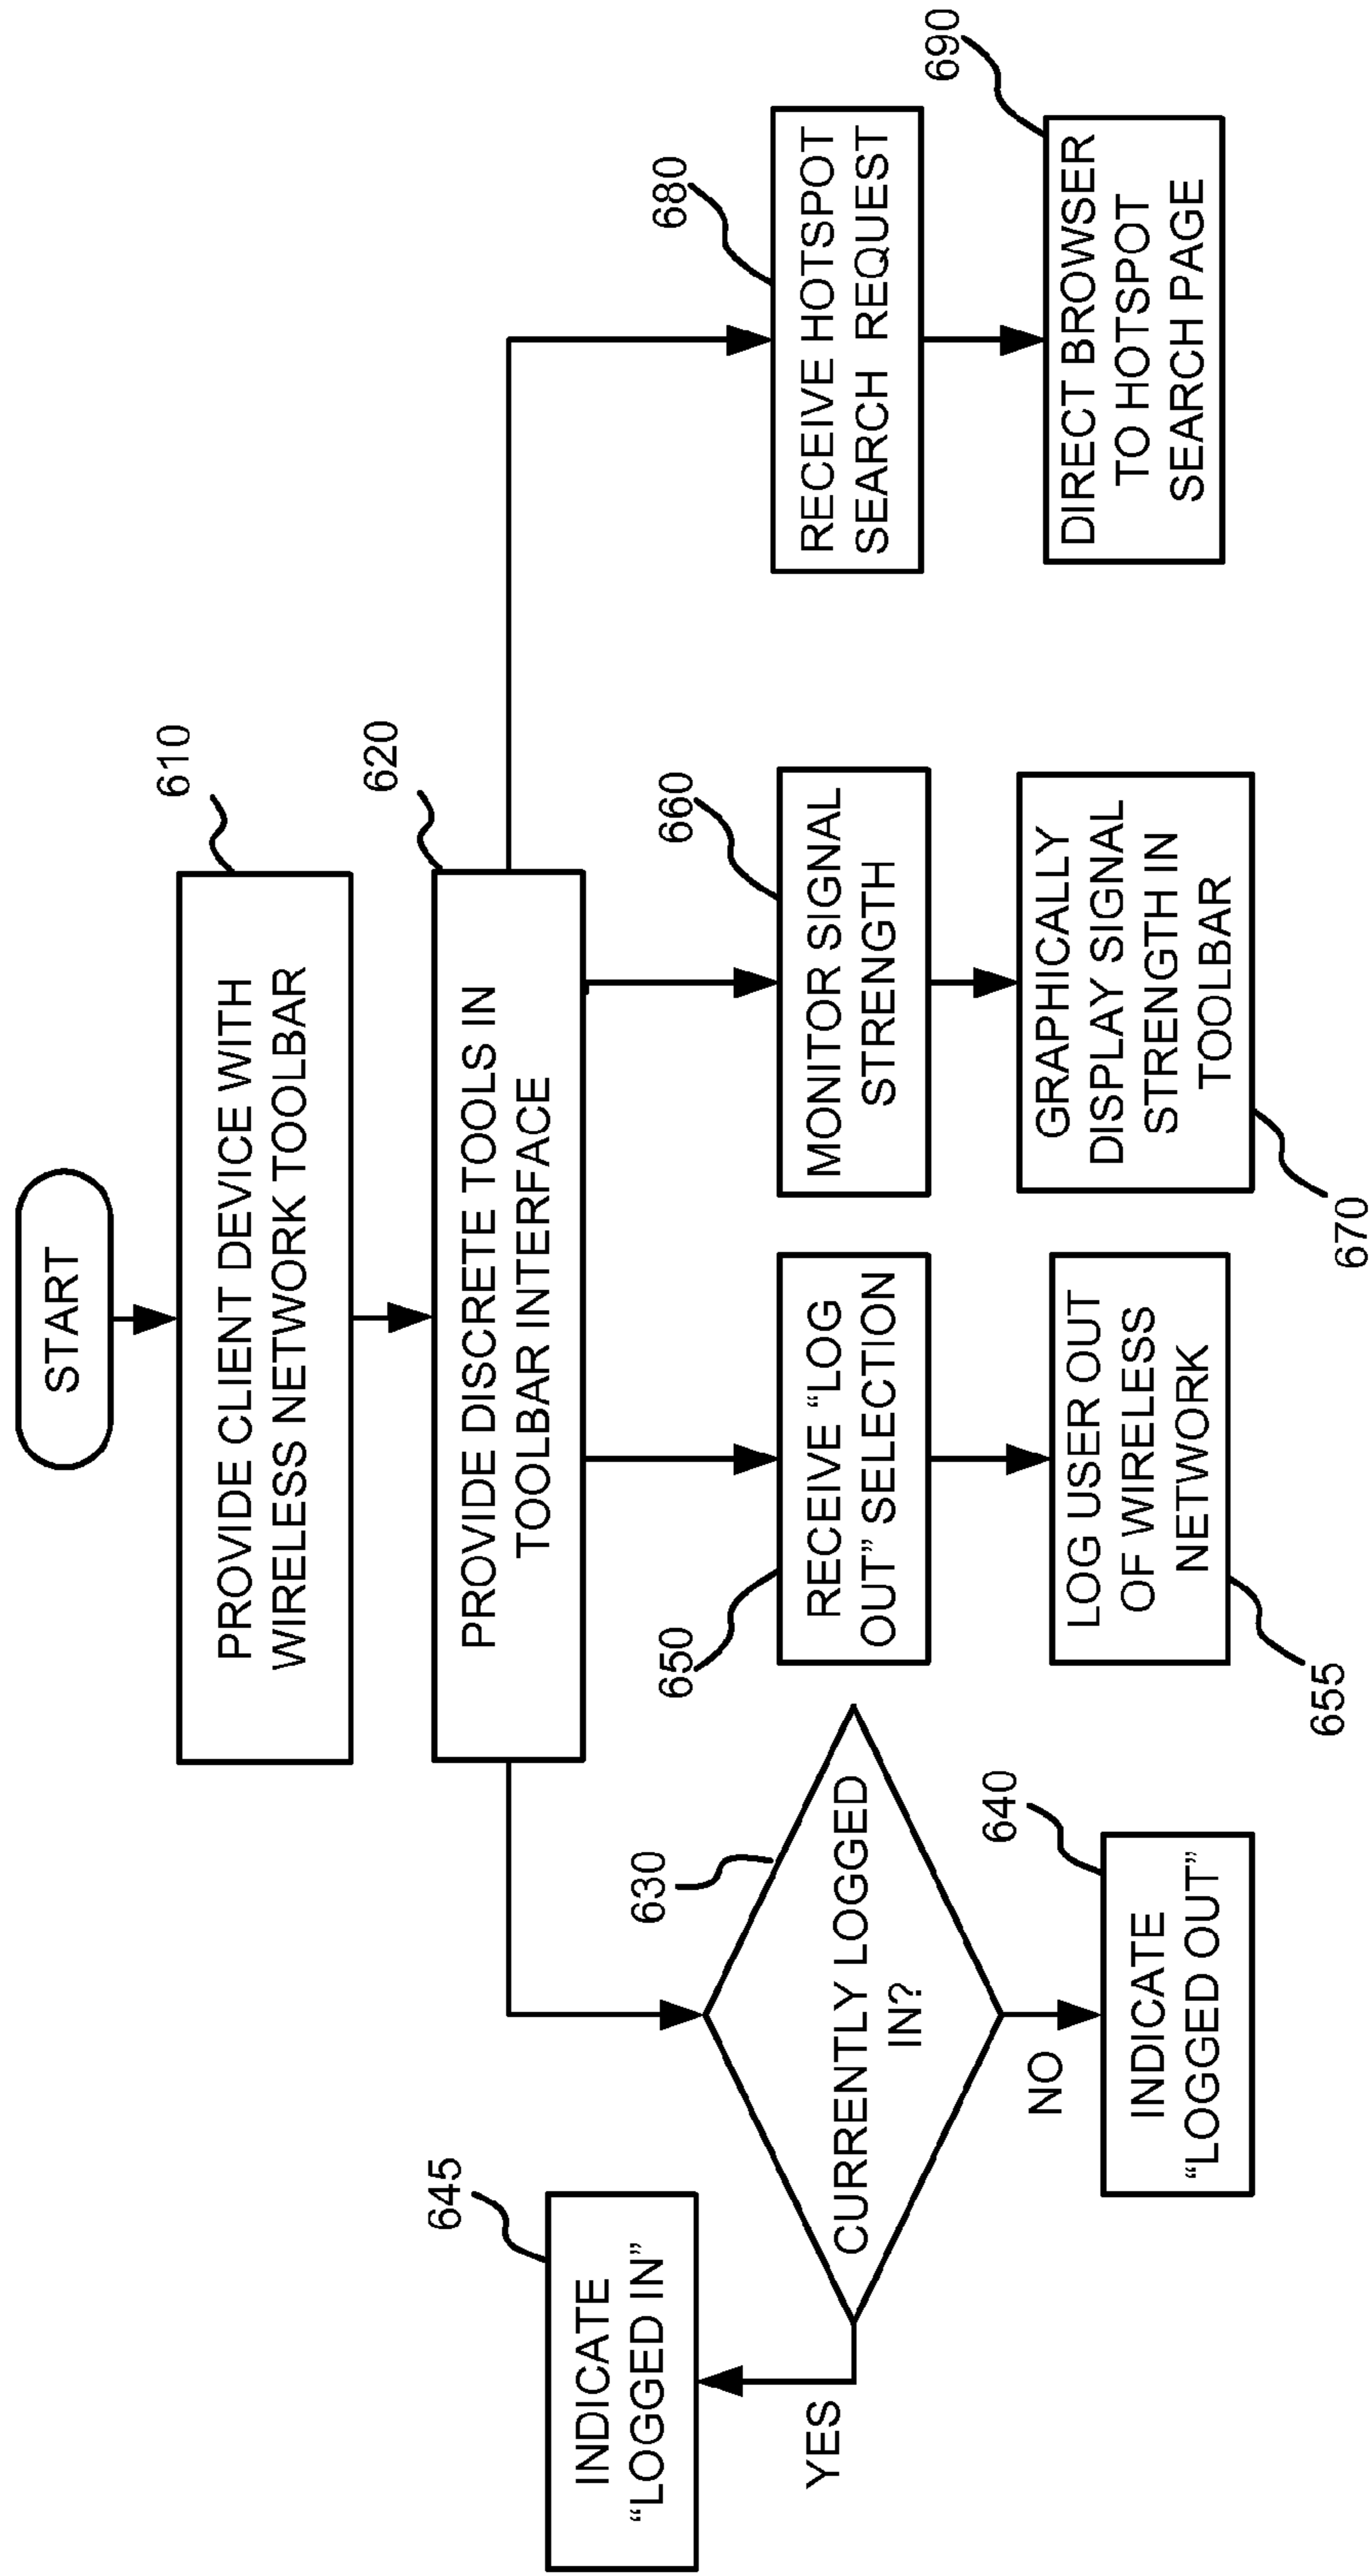 START
610
PROVIDE CLIENT DEVICE WITH
WIRELESS NETWORK TOOLBAR
620
PROVIDE DISCRETE TOOLS IN
TOOLBAR INTERFACE
645
INDICATE
“LOGGED IN”
YES
630
CURRENTLY LOGGED
IN?
NO
640
INDICATE
“LOGGED OUT”
650
RECEIVE “LOG
OUT” SELECTION
LOG USER OUT
OF WIRELESS
NETWORK
655
660
MONITOR SIGNAL
STRENGTH
GRAPHICALLY
DISPLAY SIGNAL
STRENGTH IN
TOOLBAR
670
680
RECEIVE HOTSPOT
SEARCH REQUEST
690
DIRECT BROWSER
TO HOTSPOT
SEARCH PAGE